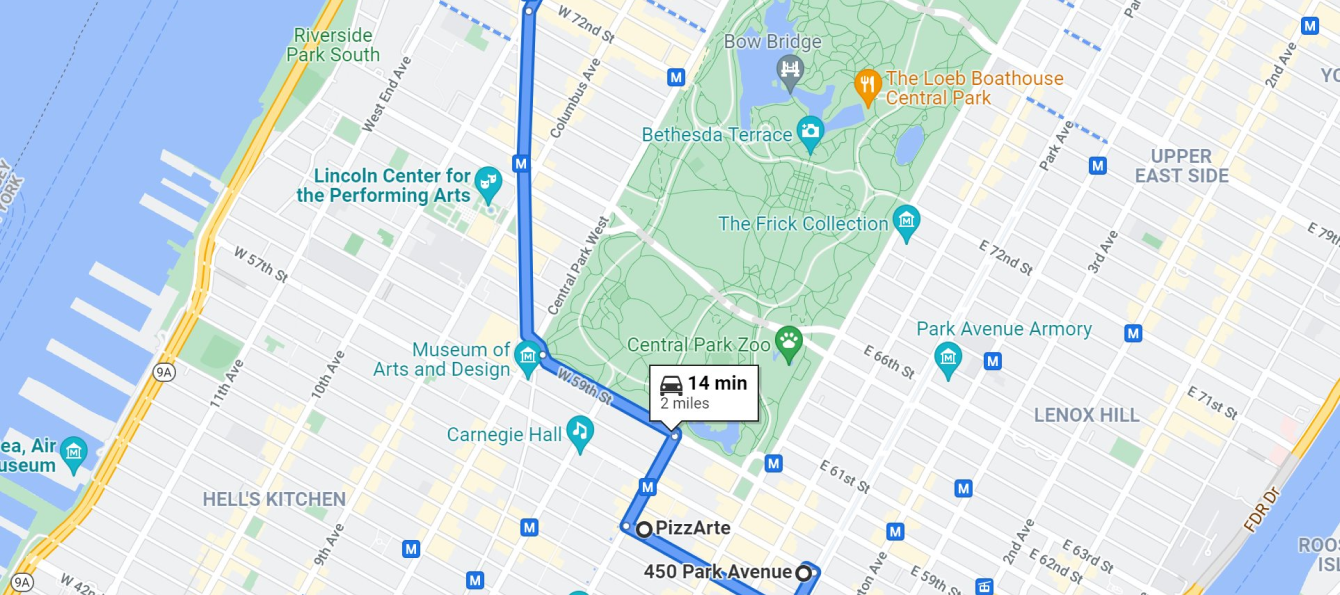 W 72nd St
Riverside
Park South
West End Ave
Columbus Ave
M
Bow Bridge
The Loeb Boathouse
Central Park
Bethesda Terrace
Park Ave
2nd Ave
M
M
UPPER
EAST SIDE
YORK
M
Lincoln Center for
the Performing Arts
The Frick Collection
W 57th St
Central Park West
E 72nd St
3rd Ave
E 79th
9A
11th Ave
10th Ave
Museum of
Arts and Design
W 59th St
Central Park Zoo
14 min
2 miles
Park Avenue Armory
M
M
E 66th St
E 71st St
LENOX HILL
Carnegie Hall
ea, Air
useum
HELL'S KITCHEN
M
E 61st St
M
M
PizzArte
M
M
M
450 Park Avenue
M
9th Ave
9A
W 42n
2nd Ave
E 63rd St
E 62nd St
E 59th St
FDR Dr
ROOS
ISL